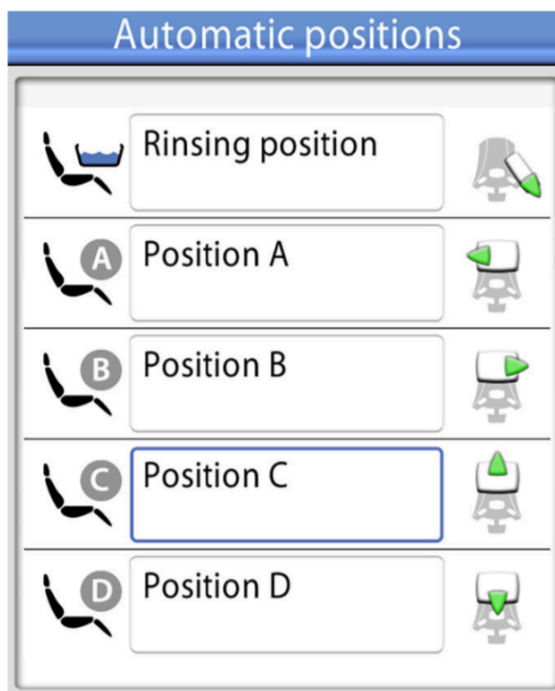 Automatic positions
Rinsing position
A
Position A
B
Position B
C
Position C
D
Position D